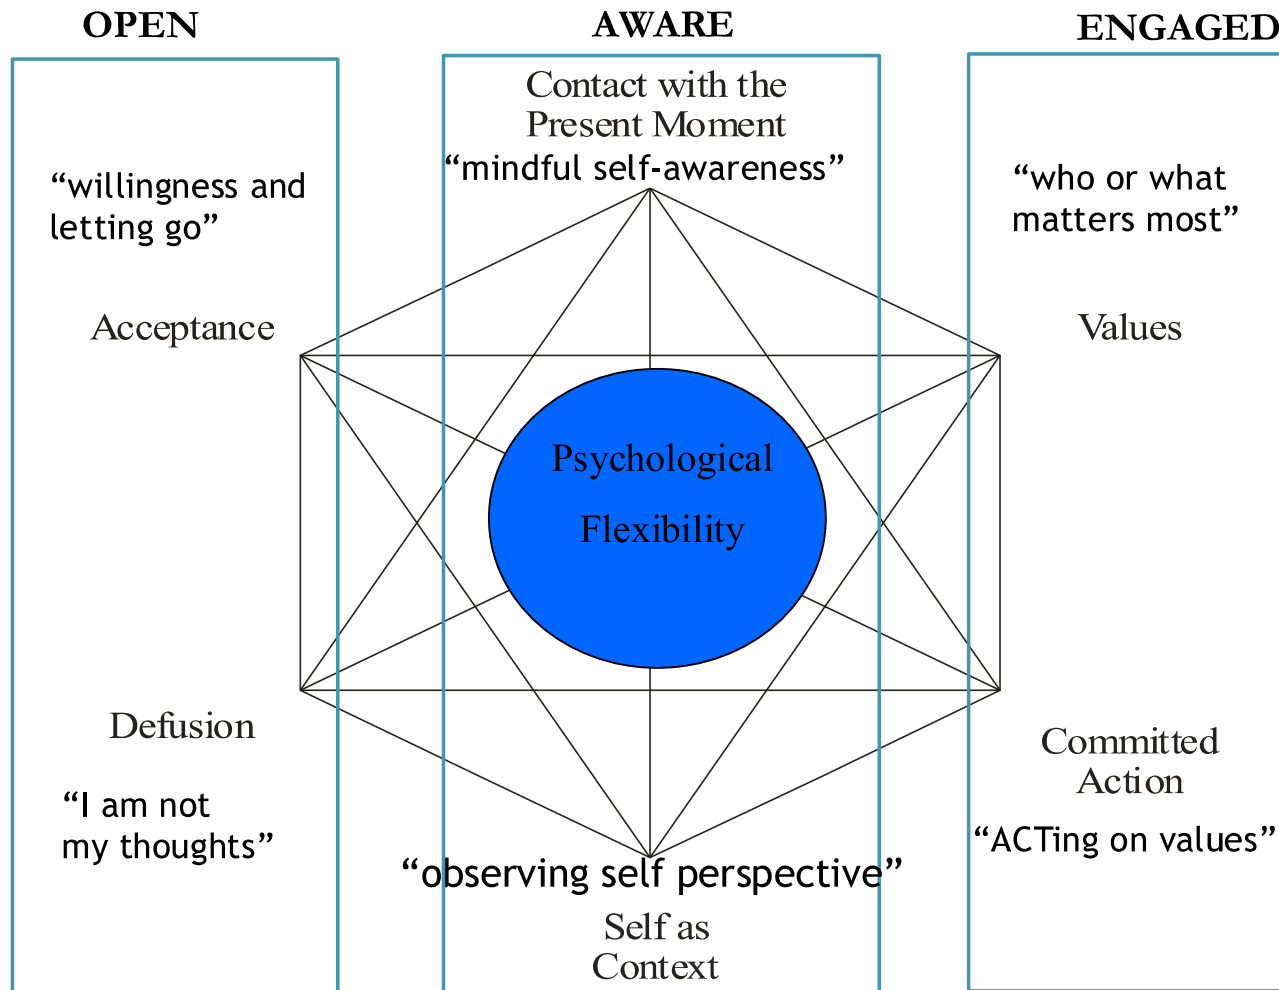 OPEN
AWARE
ENGAGED
Contact with the
Present Moment
“mindful self-awareness”
“willingness and
letting go”
“who or what
matters most”
Acceptance
Values
Psychological
Flexibility
Defusion
Committed
Action
“I am not
my thoughts”
“ACTing on values”
“observing self perspective”
Self as
Context